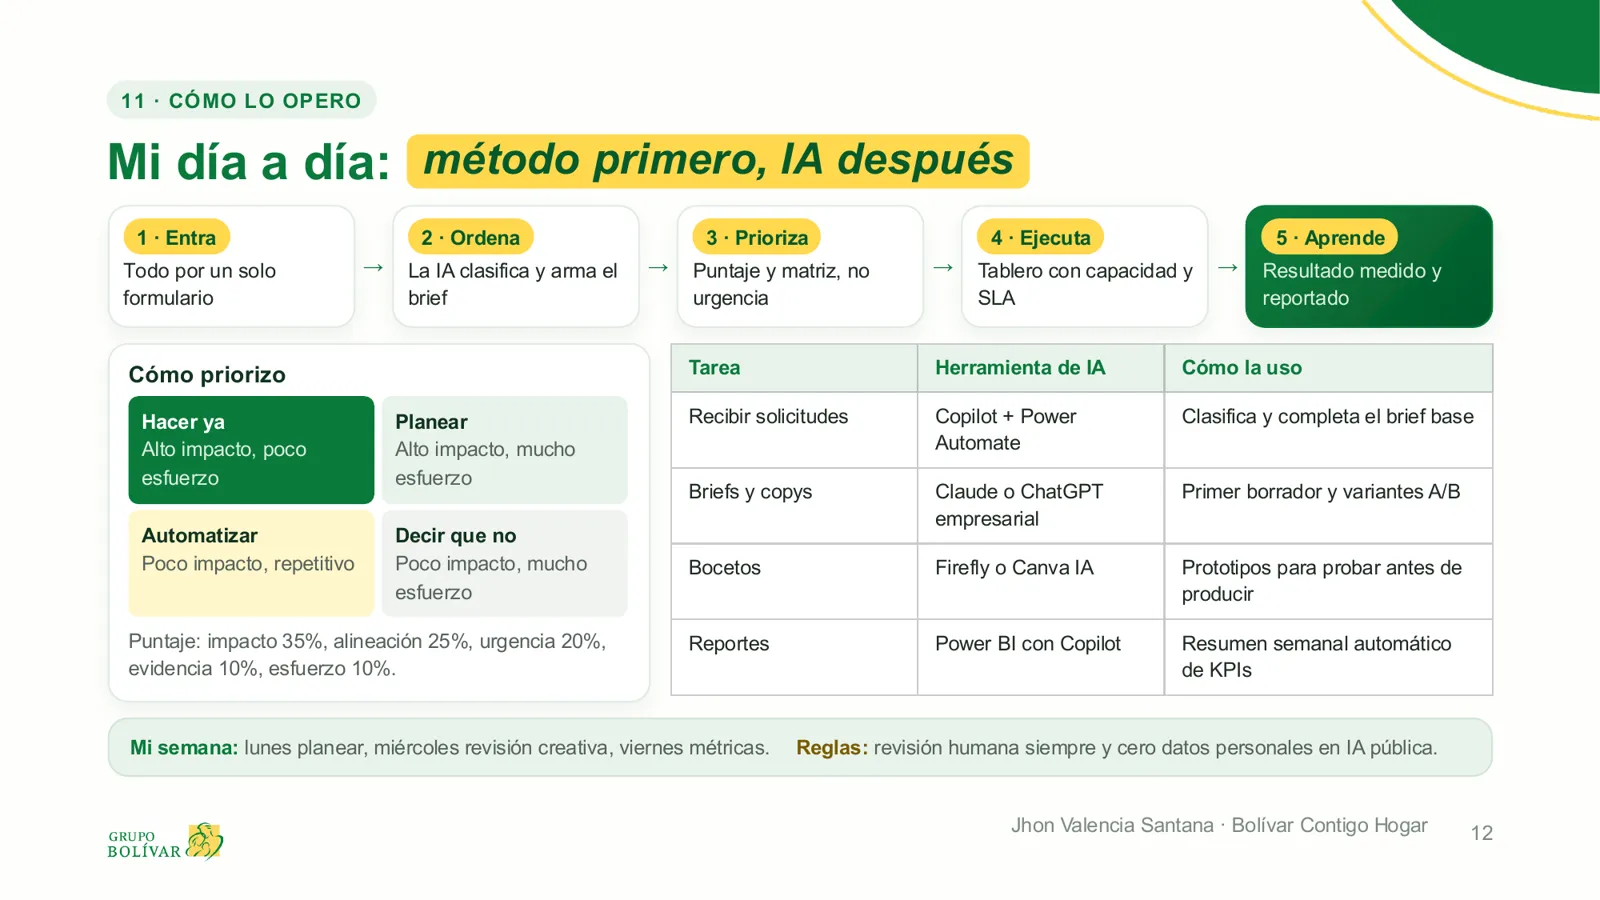 11 · CÓMO LO OPERO
Mi día a día: método primero, IA después
1 · Entra
Todo por un solo
formulario
→
2 · Ordena
La IA clasifica y arma el
brief
→
3 · Prioriza
Puntaje y matriz, no
urgencia
→
4 · Ejecuta
Tablero con capacidad y
SLA
→
5 · Aprende
Resultado medido y
reportado
Cómo priorizo
Hacer ya
Alto impacto, poco
esfuerzo
Planear
Alto impacto, mucho
esfuerzo
Automatizar
Poco impacto, repetitivo
Decir que no
Poco impacto, mucho
esfuerzo
Puntaje: impacto 35%, alineación 25%, urgencia 20%,
evidencia 10%, esfuerzo 10%.
Tarea
Herramienta de IA
Cómo la uso
Recibir solicitudes
Copilot + Power
Automate
Clasifica y completa el brief base
Briefs y copys
Claude o ChatGPT
empresarial
Primer borrador y variantes A/B
Bocetos
Firefly o Canva IA
Prototipos para probar antes de
producir
Reportes
Power BI con Copilot
Resumen semanal automático
de KPIs
Mi semana: lunes planear, miércoles revisión creativa, viernes métricas. Reglas: revisión humana siempre y cero datos personales en IA pública.
GRUPO
BOLÍVAR
Jhon Valencia Santana · Bolívar Contigo Hogar
12